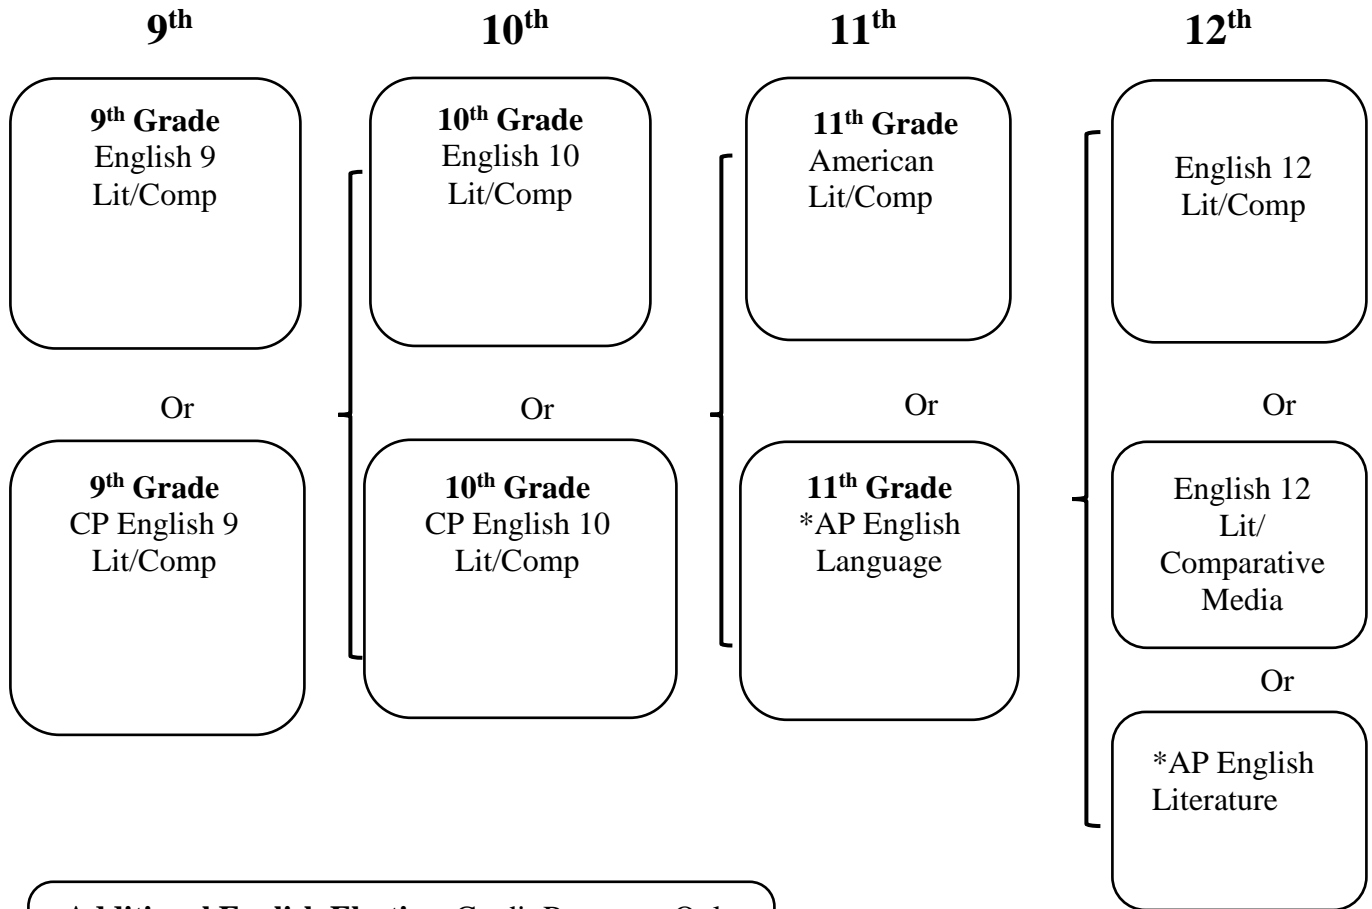 9th 10th 11th 12th
9th Grade
English 9
Lit/Comp
10th Grade
English 10
Lit/Comp
11th Grade
American
Lit/Comp
English 12
Lit/Comp
Or
Or
Or
Or
9th Grade
CP English 9
Lit/Comp
10th Grade
CP English 10
Lit/Comp
11th Grade
*AP English
Language
English 12
Lit/
Comparative
Media
Or
*AP English
Literature
Additional English Elective